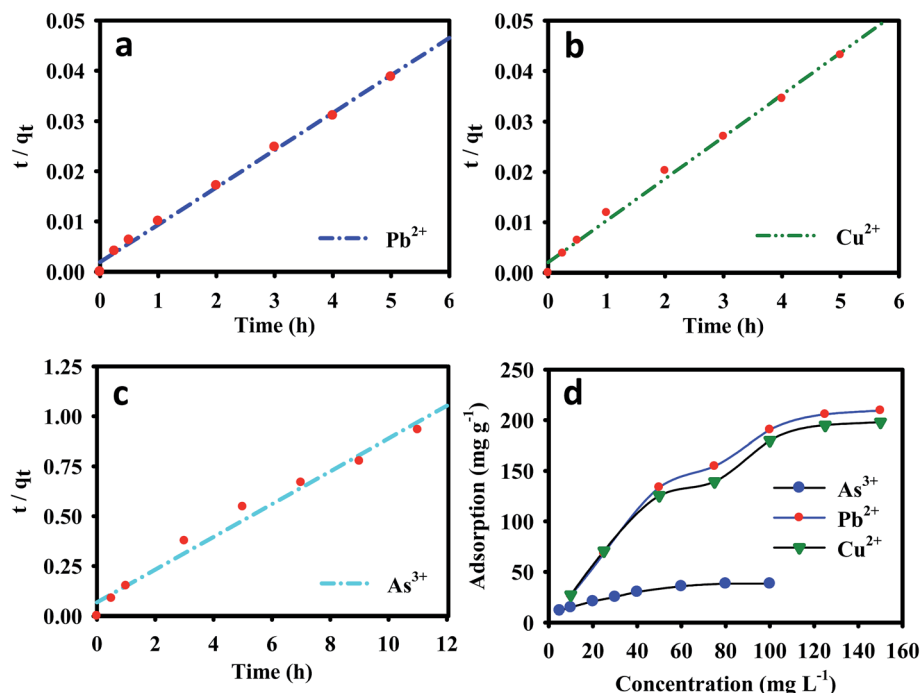 a
0.05
0.04
0.03
0.02
0.01
0.00
t / qt
Pb2+
0 1 2 3 4 5 6
Time (h)
b
0.05
0.04
0.03
0.02
0.01
0.00
t / qt
Cu2+
0 1 2 3 4 5 6
Time (h)
c
1.25
1.00
0.75
0.50
0.25
0.00
t / qt
As3+
0 2 4 6 8 10 12
Time (h)
d
250
200
150
100
50
0
Adsorption (mg g-1)
As3+
Pb2+
Cu2+
0 20 40 60 80 100 120 140 160
Concentration (mg L-1)